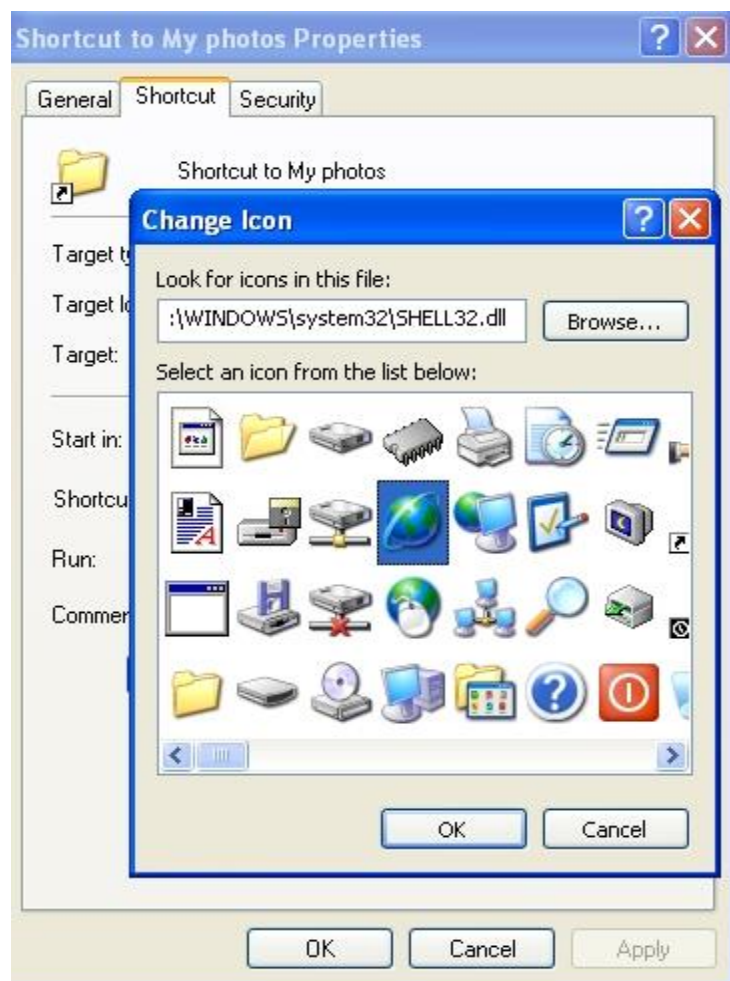 Shortcut to My photos Properties
General Shortcut Security
Shortcut to My photos
Change Icon
Target ty
Look for icons in this file:
Target lo
:\WINDOWS\system32\SHELL32.dll Browse...
Target:
Select an icon from the list below:
Start in:
Shortcu
Run:
Commen
OK Cancel
OK Cancel Apply